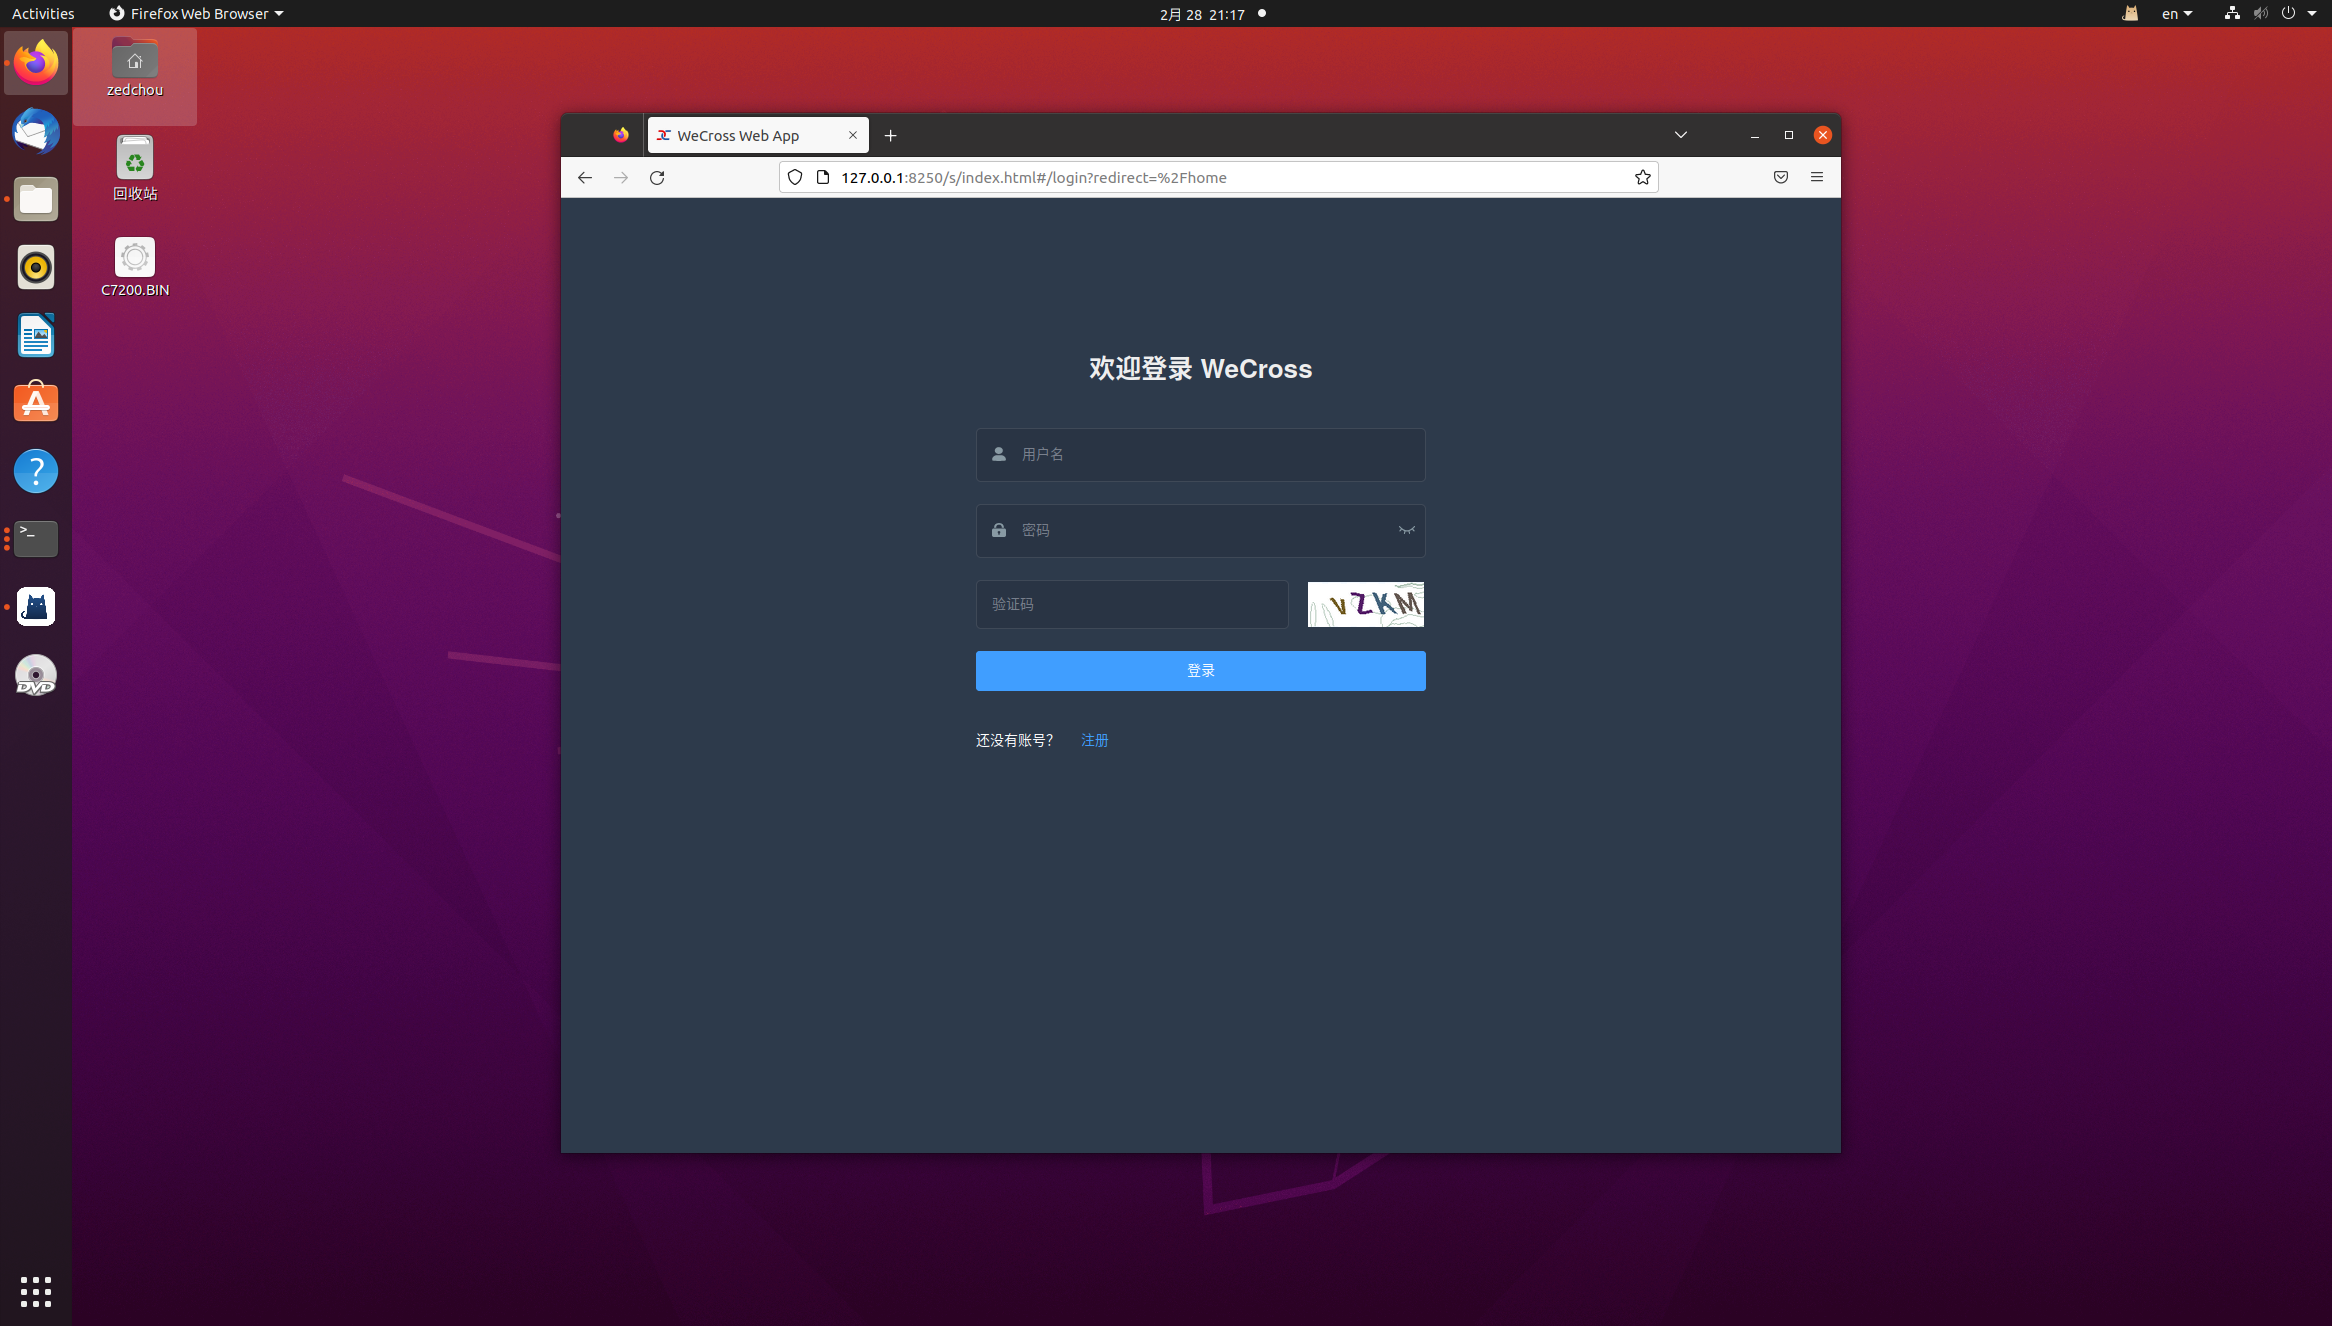 Activities
Firefox Web Browser
2月 28 21:17
en
zedchou
回收站
C7200.BIN
WeCross Web App
127.0.0.1:8250/s/index.html#/login?redirect=%2Fhome
欢迎登录 WeCross
用户名
密码
验证码
VZKM
登录
还没有账号?
注册
>_
DVD